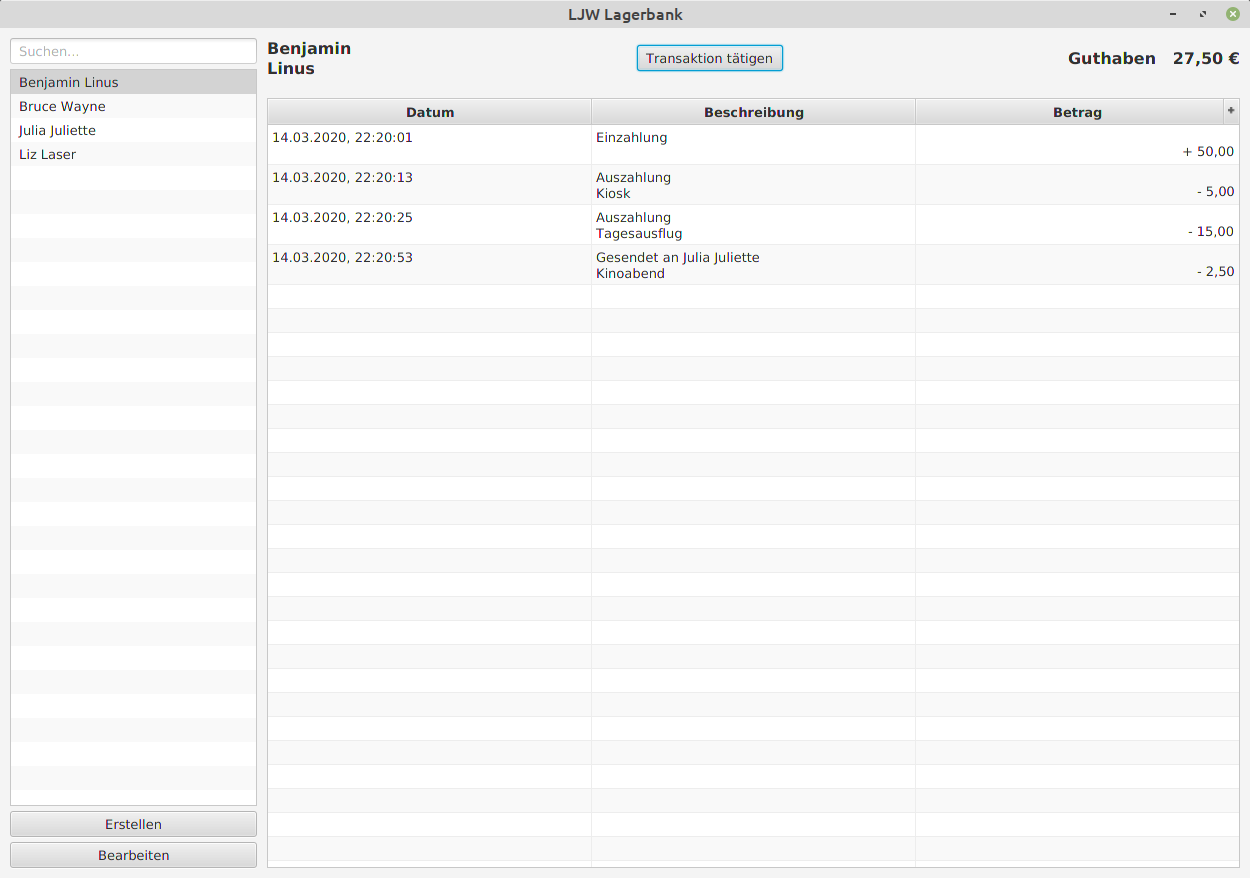 LJW Lagerbank
Suchen...
Benjamin Linus
Bruce Wayne
Julia Juliette
Liz Laser
Erstellen
Bearbeiten
Benjamin
Linus
Transaktion tätigen
Guthaben 27,50 €
Datum Beschreibung Betrag +
14.03.2020, 22:20:01 Einzahlung
+ 50,00
14.03.2020, 22:20:13 Auszahlung
Kiosk - 5,00
14.03.2020, 22:20:25 Auszahlung
Tagesausflug - 15,00
14.03.2020, 22:20:53 Gesendet an Julia Juliette
Kinoabend - 2,50